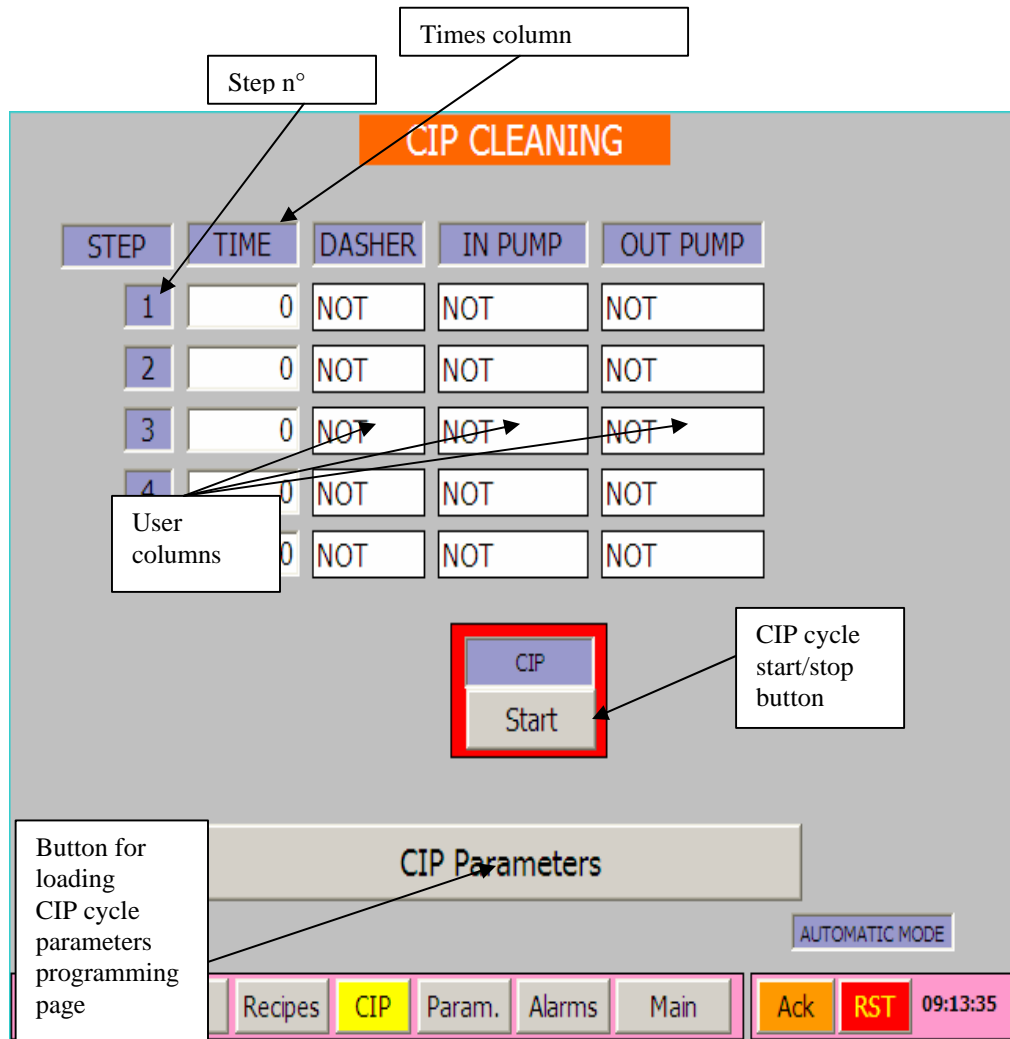 Times column
Step n°
CIP CLEANING
STEP TIME DASHER IN PUMP OUT PUMP
1 0 NOT NOT NOT
2 0 NOT NOT NOT
3 0 NOT NOT NOT
4 0 NOT NOT NOT
0 NOT NOT NOT
User
columns
CIP
Start
CIP cycle
start/stop
button
Button for
loading
CIP cycle
parameters
programming
page
CIP Parameters
AUTOMATIC MODE
Recipes CIP Param. Alarms Main Ack RST 09:13:35